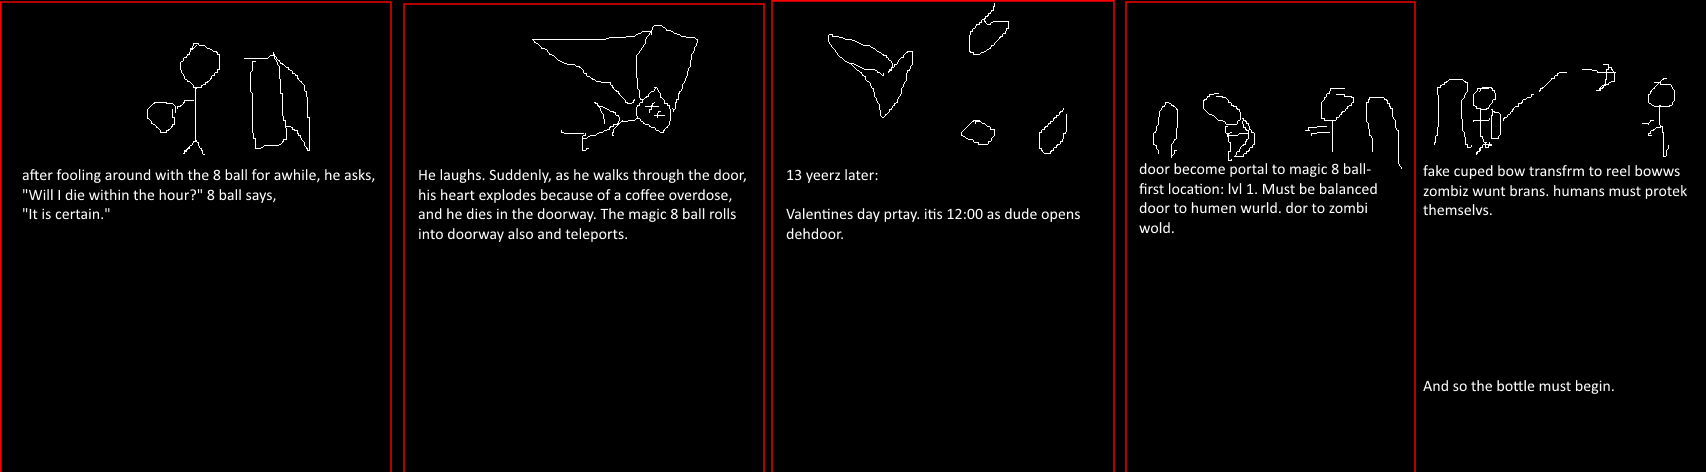 after fooling around with the 8 ball for awhile, he asks,
"Will I die within the hour?" 8 ball says,
"It is certain."
He laughs. Suddenly, as he walks through the door,
his heart explodes because of a coffee overdose,
and he dies in the doorway. The magic 8 ball rolls
into doorway also and teleports.
13 yeerz later:
Valentines day prtay. itis 12:00 as dude opens
dehdoor.
door become portal to magic 8 ball-
first location: lvl 1. Must be balanced
door to humen wurld. dor to zombi
wold.
fake cuped bow transfrm to reel bowws
zombiz wunt brans. humans must protek
themselvs.
And so the bottle must begin.